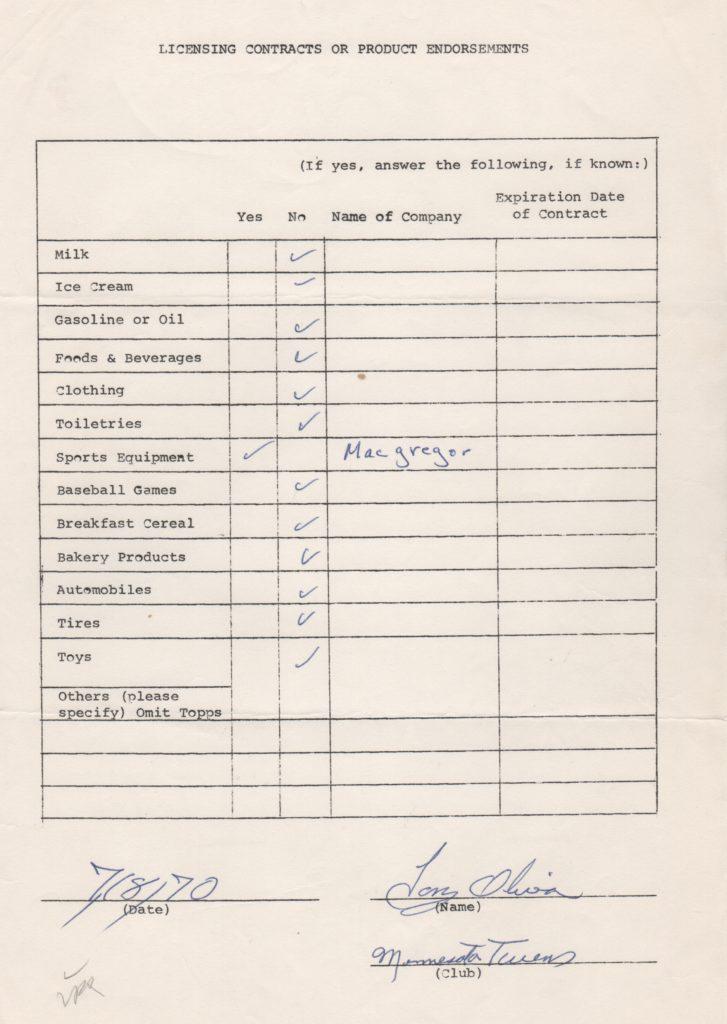 LICENSING CONTRACTS OR PRODUCT ENDORSEMENTS
(If yes, answer the following, if known:)
Yes No Name of Company Expiration Date of Contract
Milk ✓
Ice Cream ✓
Gasoline or Oil ✓
Foods & Beverages ✓
Clothing ✓
Toiletries ✓
Sports Equipment ✓ Macgregor
Baseball Games ✓
Breakfast Cereal ✓
Bakery Products ✓
Automobiles ✓
Tires ✓
Toys ✓
Others (please
specify) Omit Topps
7/8/70 Tony Oliva
(Date) (Name)
Minnesota Twens
(Club)